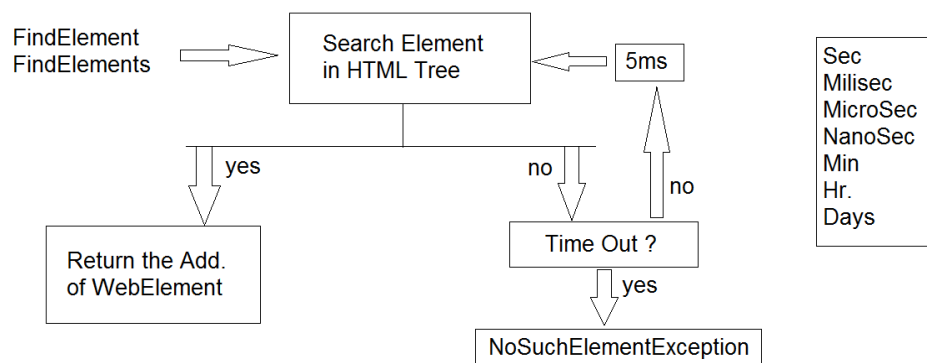 FindElement
FindElements
Search Element
in HTML Tree
5ms
Sec
Milisec
MicroSec
NanoSec
Min
Hr.
Days
yes
no
no
Return the Add.
of WebElement
Time Out ?
yes
NoSuchElementException